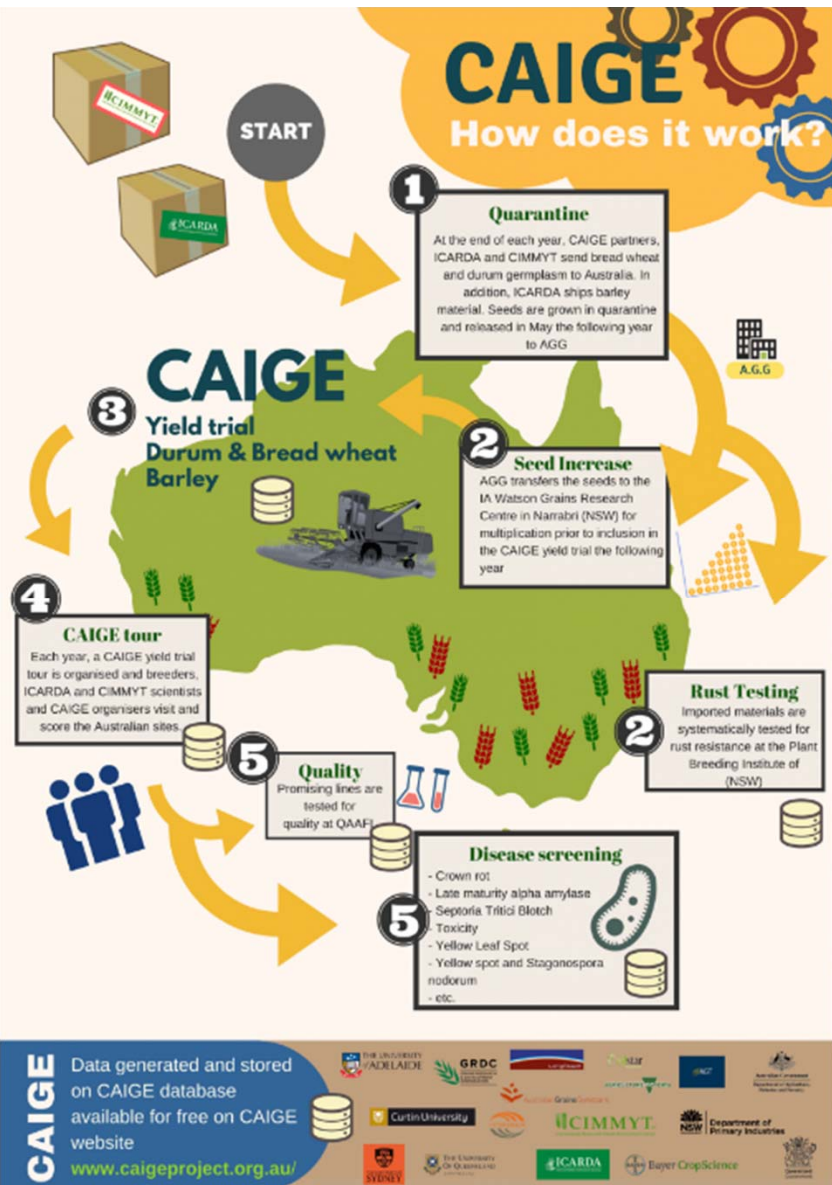 CAIGE
How does it work?
CIMMYT.
START
ICARDA
1
Quarantine
At the end of each year, CAIGE partners,
ICARDA and CIMMYT send bread wheat
and durum germplasm to Australia. In
addition, ICARDA ships barley
material. Seeds are grown in quarantine
and released in May the following year
to AGG
A.G.G
CAIGE
3
Yield trial
Durum & Bread wheat
Barley
2
Seed Increase
AGG transfers the seeds to the
IA Watson Grains Research
Centre in Narrabri (NSW) for
multiplication prior to inclusion in
the CAIGE yield trial the following
year
4
CAIGE tour
Each year, a CAIGE yield trial
tour is organised and breeders,
ICARDA and CIMMYT scientists
and CAIGE organisers visit and
score the Australian sites.
2
Rust Testing
Imported materials are
systematically tested for
rust resistance at the Plant
Breeding Institute of
(NSW)
5
Quality
Promising lines are
tested for
quality at QAAFI
5
Disease screening
- Crown rot
- Late maturity alpha amylase
- Septoria Tritici Blotch
- Toxicity
- Yellow Leaf Spot
- Yellow spot and Stagonospora
nodorum
- etc.
CAIGE
Data generated and stored
on CAIGE database
available for free on CAIGE
website
www.caigeproject.org.au/
THE UNIVERSITY
of ADELAIDE
GRDC
AGT
Curtin University
CIMMYT.
NSW
Department of
Primary Industries
SYDNEY
THE UNIVERSITY
OF QUEENSLAND
ICARDA
Bayer CropScience